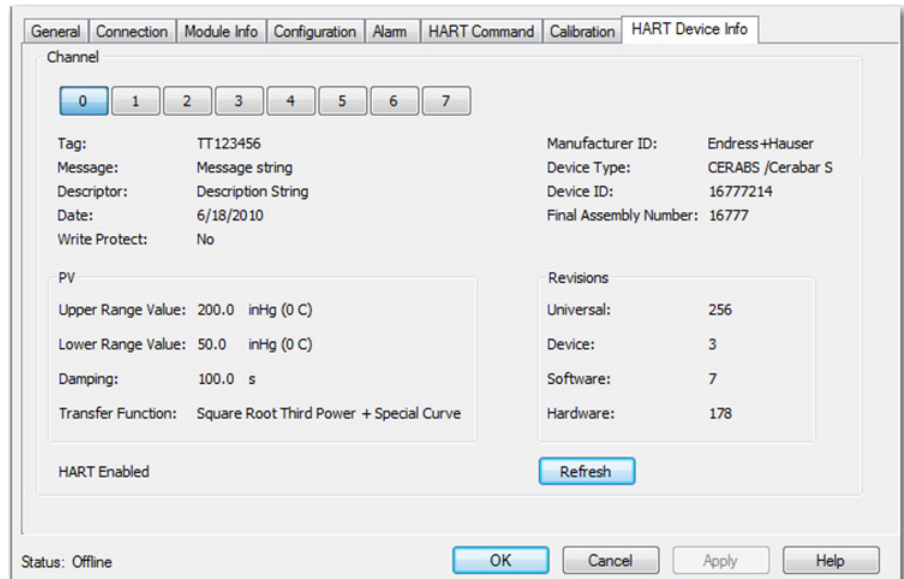 General Connection Module Info Configuration Alarm HART Command Calibration HART Device Info
Channel
0 1 2 3 4 5 6 7
Tag: TT123456 Manufacturer ID: Endress+Hauser
Message: Message string Device Type: CERABS /Cerabar S
Descriptor: Description String Device ID: 16777214
Date: 6/18/2010 Final Assembly Number: 16777
Write Protect: No
PV Revisions
Upper Range Value: 200.0 inHg (0 C) Universal: 256
Lower Range Value: 50.0 inHg (0 C) Device: 3
Damping: 100.0 s Software: 7
Transfer Function: Square Root Third Power + Special Curve Hardware: 178
HART Enabled Refresh
Status: Offline OK Cancel Apply Help